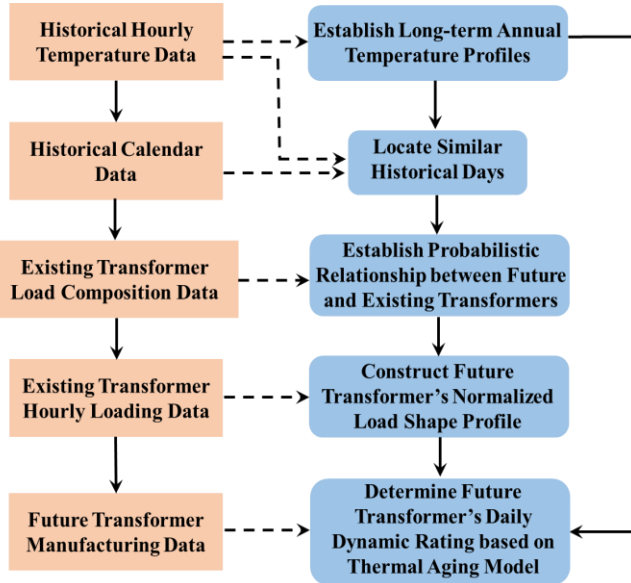 Historical Hourly
Temperature Data
Establish Long-term Annual
Temperature Profiles
Historical Calendar
Data
Locate Similar
Historical Days
Existing Transformer
Load Composition Data
Establish Probabilistic
Relationship between Future
and Existing Transformers
Existing Transformer
Hourly Loading Data
Construct Future
Transformer’s Normalized
Load Shape Profile
Future Transformer
Manufacturing Data
Determine Future
Transformer’s Daily
Dynamic Rating based on
Thermal Aging Model